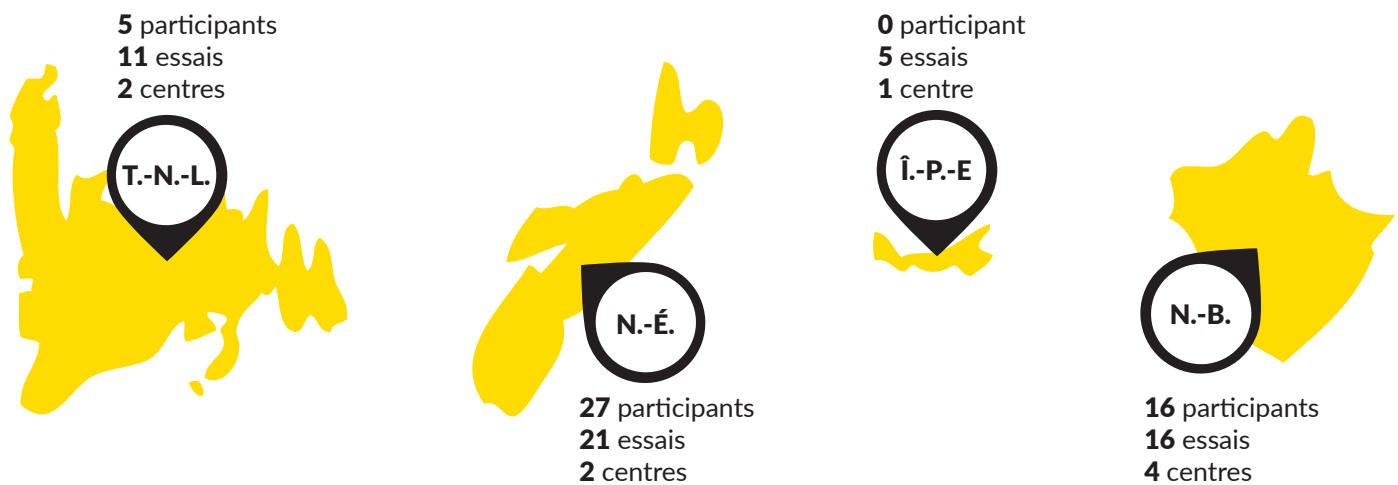 5 participants
11 essais
2 centres
T.-N.-L.
N.-É.
27 participants
21 essais
2 centres
0 participant
5 essais
1 centre
Î.-P.-E
N.-B.
16 participants
16 essais
4 centres